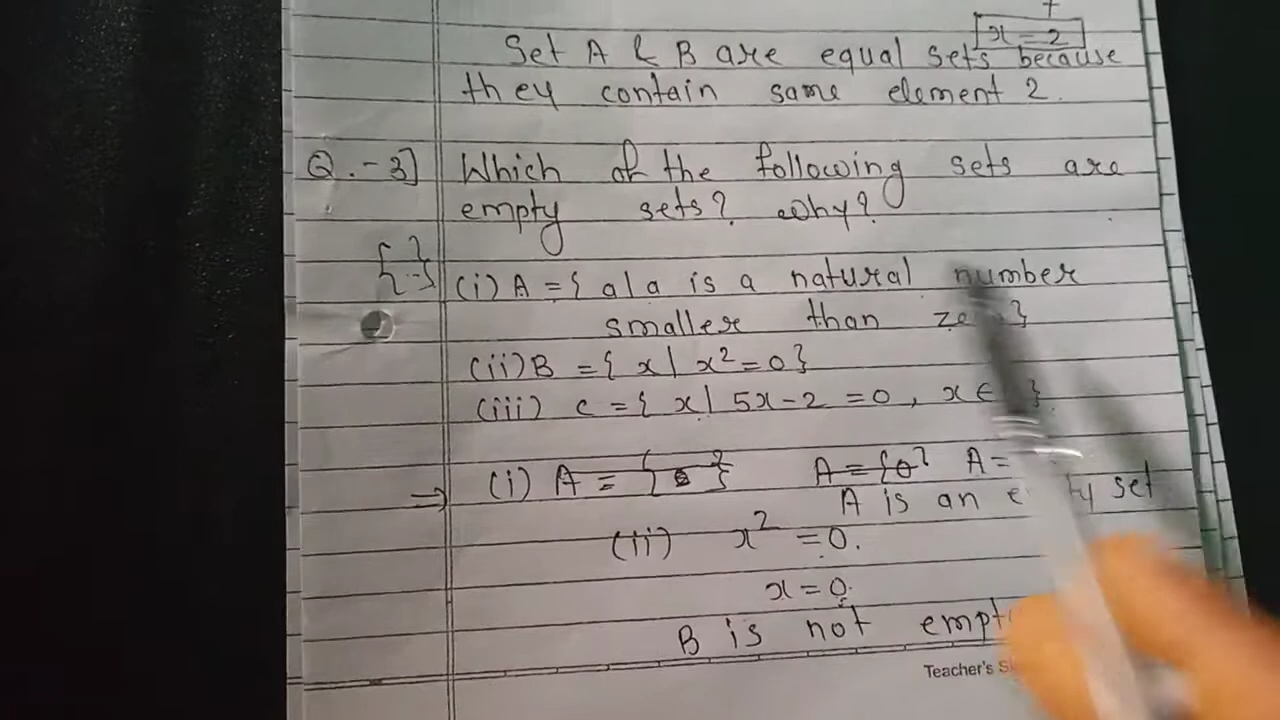 x = 2
Set A & B are equal sets because
they contain same element 2.
Q.-3] Which of the following sets are
empty sets? why?
{ }
(i) A = { a|a is a natural number
smaller than }
(ii) B = { x | x² = 0 }
(iii) C = { x | 5x - 2 = 0, x ∈ }
⇒ (i) A = { } A = A =
A is an set
(ii) x² = 0.
x = 0.
B is not
Teacher's